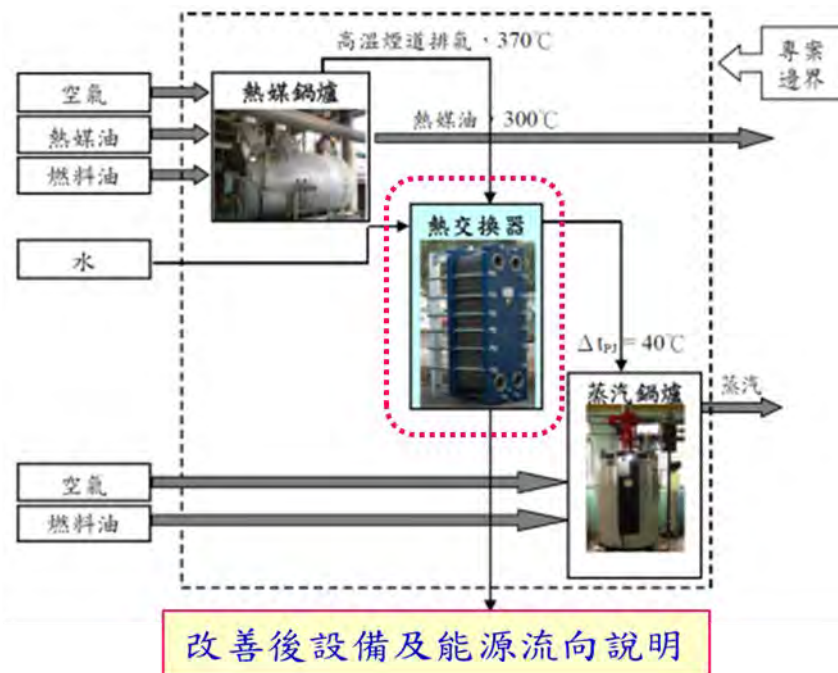 高溫煙道排氣,370℃
專案
邊界
空氣
熱媒鍋爐
熱媒油
熱媒油,300℃
燃料油
熱交換器
水
Δt_PJ = 40℃
蒸汽鍋爐
蒸汽
空氣
燃料油
改善後設備及能源流向說明